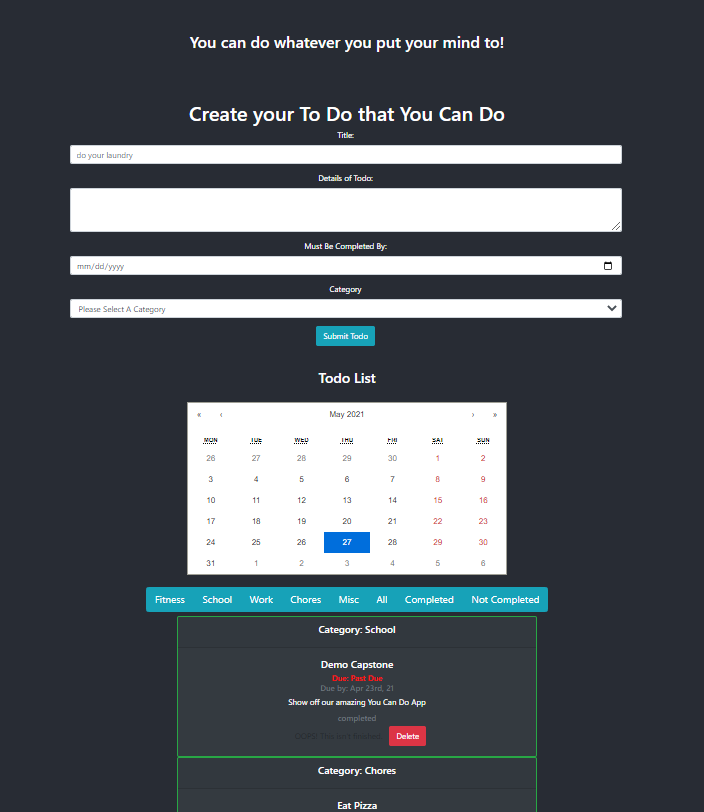 You can do whatever you put your mind to!
Create your To Do that You Can Do
Title:
do your laundry
Details of Todo:
Must Be Completed By:
mm/dd/yyyy
Category
Please Select A Category
Submit Todo
Todo List
« ‹ May 2021 › »
MON TUE WED THU FRI SAT SUN
26 27 28 29 30 1 2
3 4 5 6 7 8 9
10 11 12 13 14 15 16
17 18 19 20 21 22 23
24 25 26 27 28 29 30
31 1 2 3 4 5 6
Fitness School Work Chores Misc All Completed Not Completed
Category: School
Demo Capstone
Due: Past Due
Due by: Apr 23rd, 21
Show off our amazing You Can Do App
completed
Delete
Category: Chores
Eat Pizza